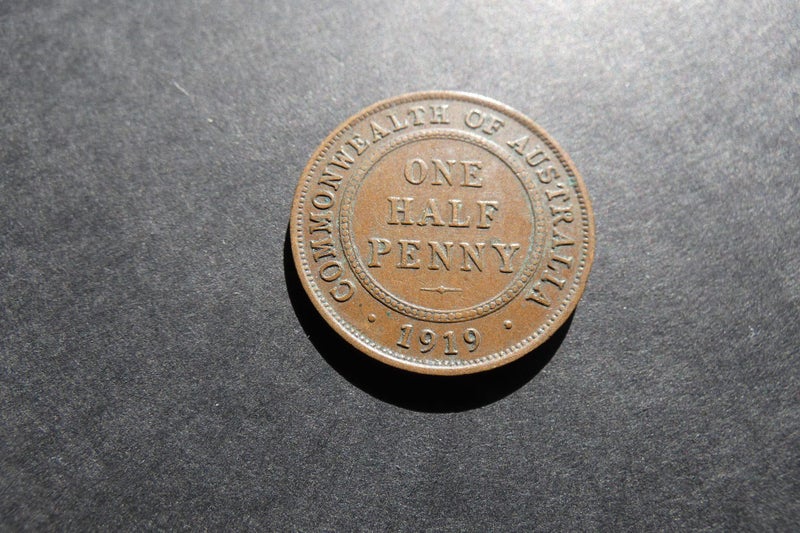 COMMONWEALTH OF AUSTRALIA
ONE
HALF
PENNY
1919